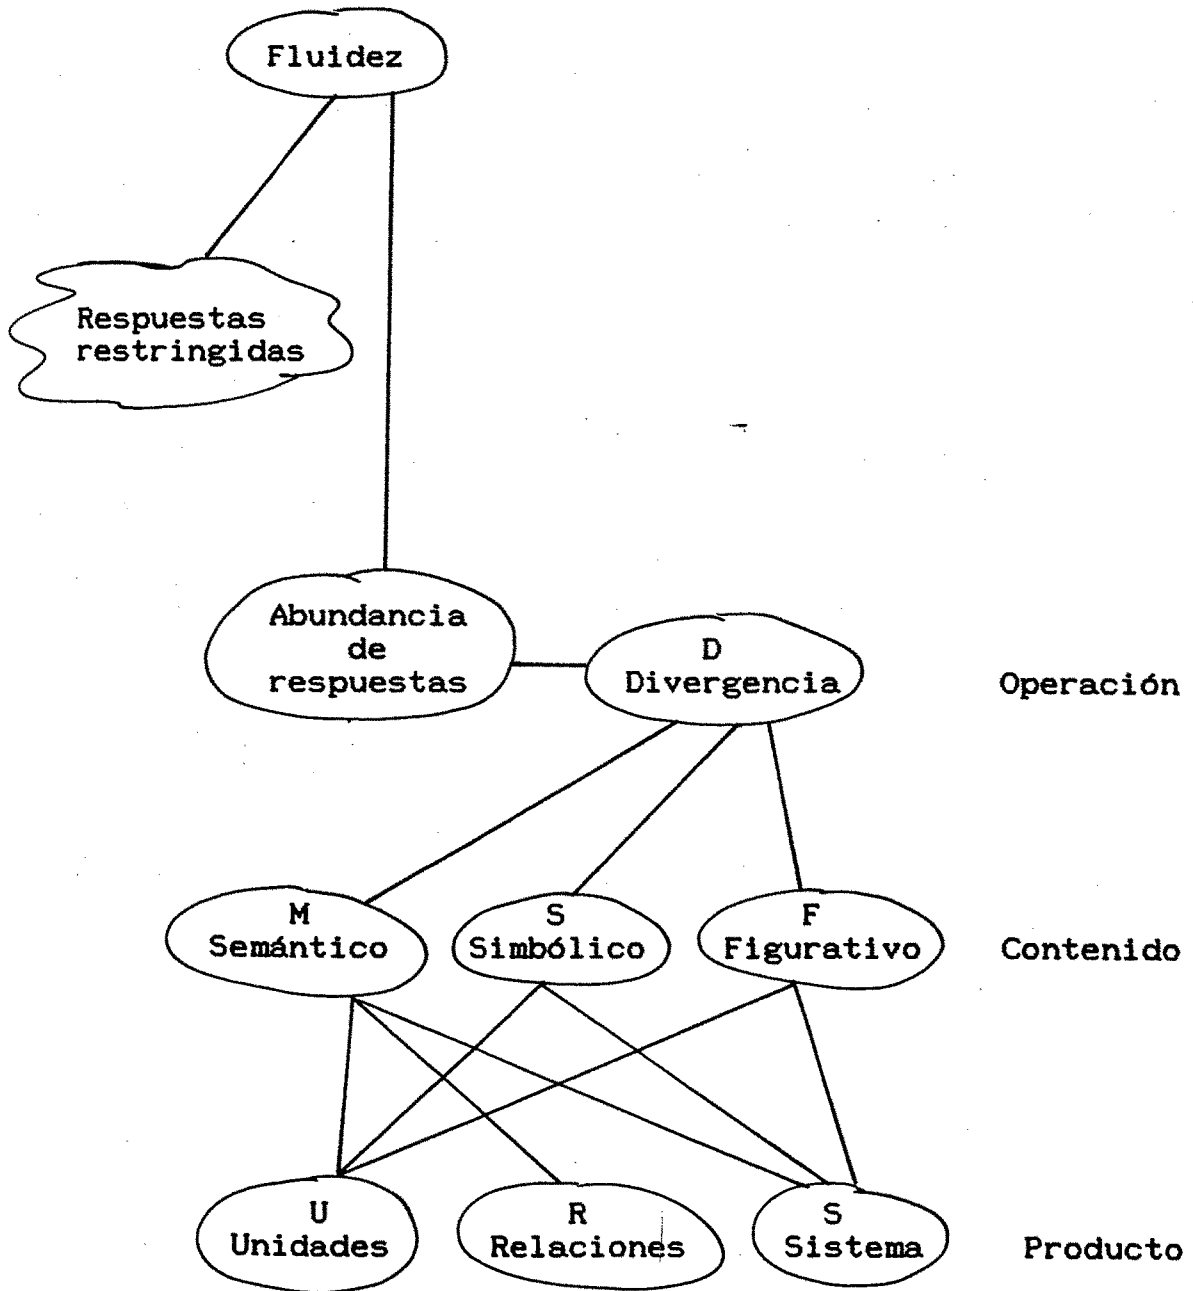 Fluidez
Respuestas
restringidas
Abundancia
de
respuestas
D
Divergencia
Operación
M
Semántico
S
Simbólico
F
Figurativo
Contenido
U
Unidades
R
Relaciones
S
Sistema
Producto